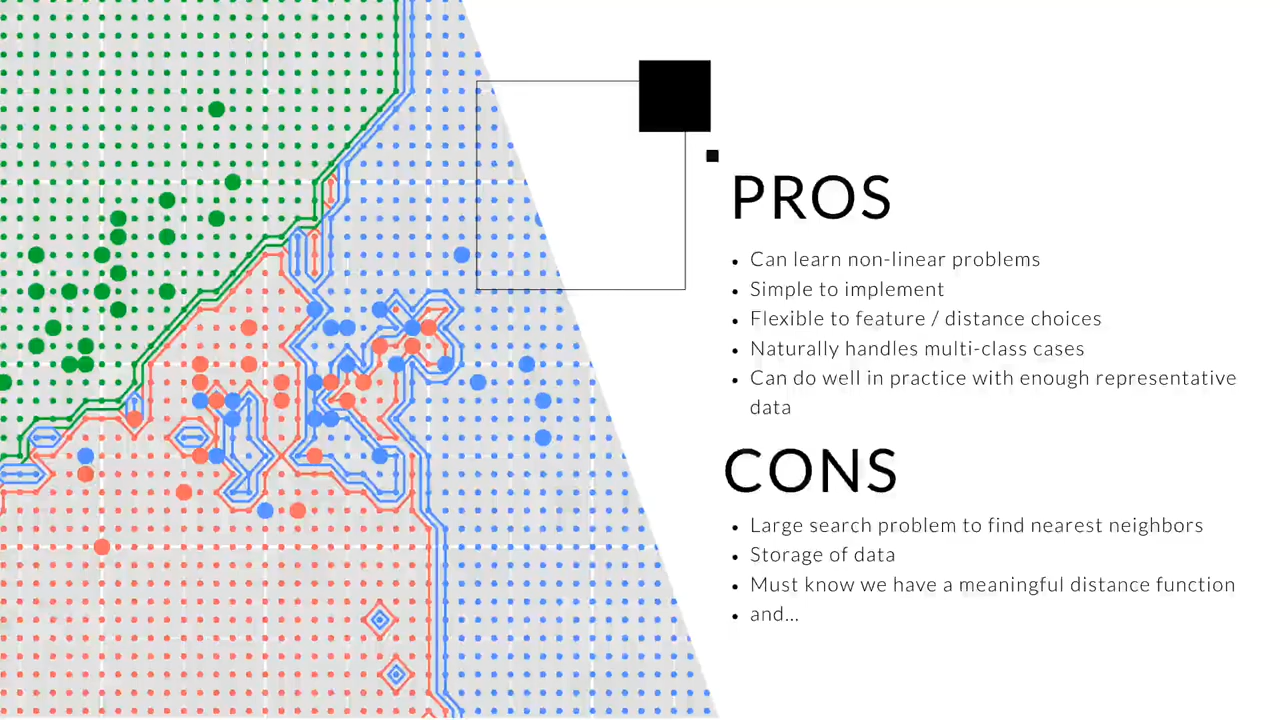 PROS
• Can learn non-linear problems
• Simple to implement
• Flexible to feature / distance choices
• Naturally handles multi-class cases
• Can do well in practice with enough representative
data
CONS
• Large search problem to find nearest neighbors
• Storage of data
• Must know we have a meaningful distance function
• and...